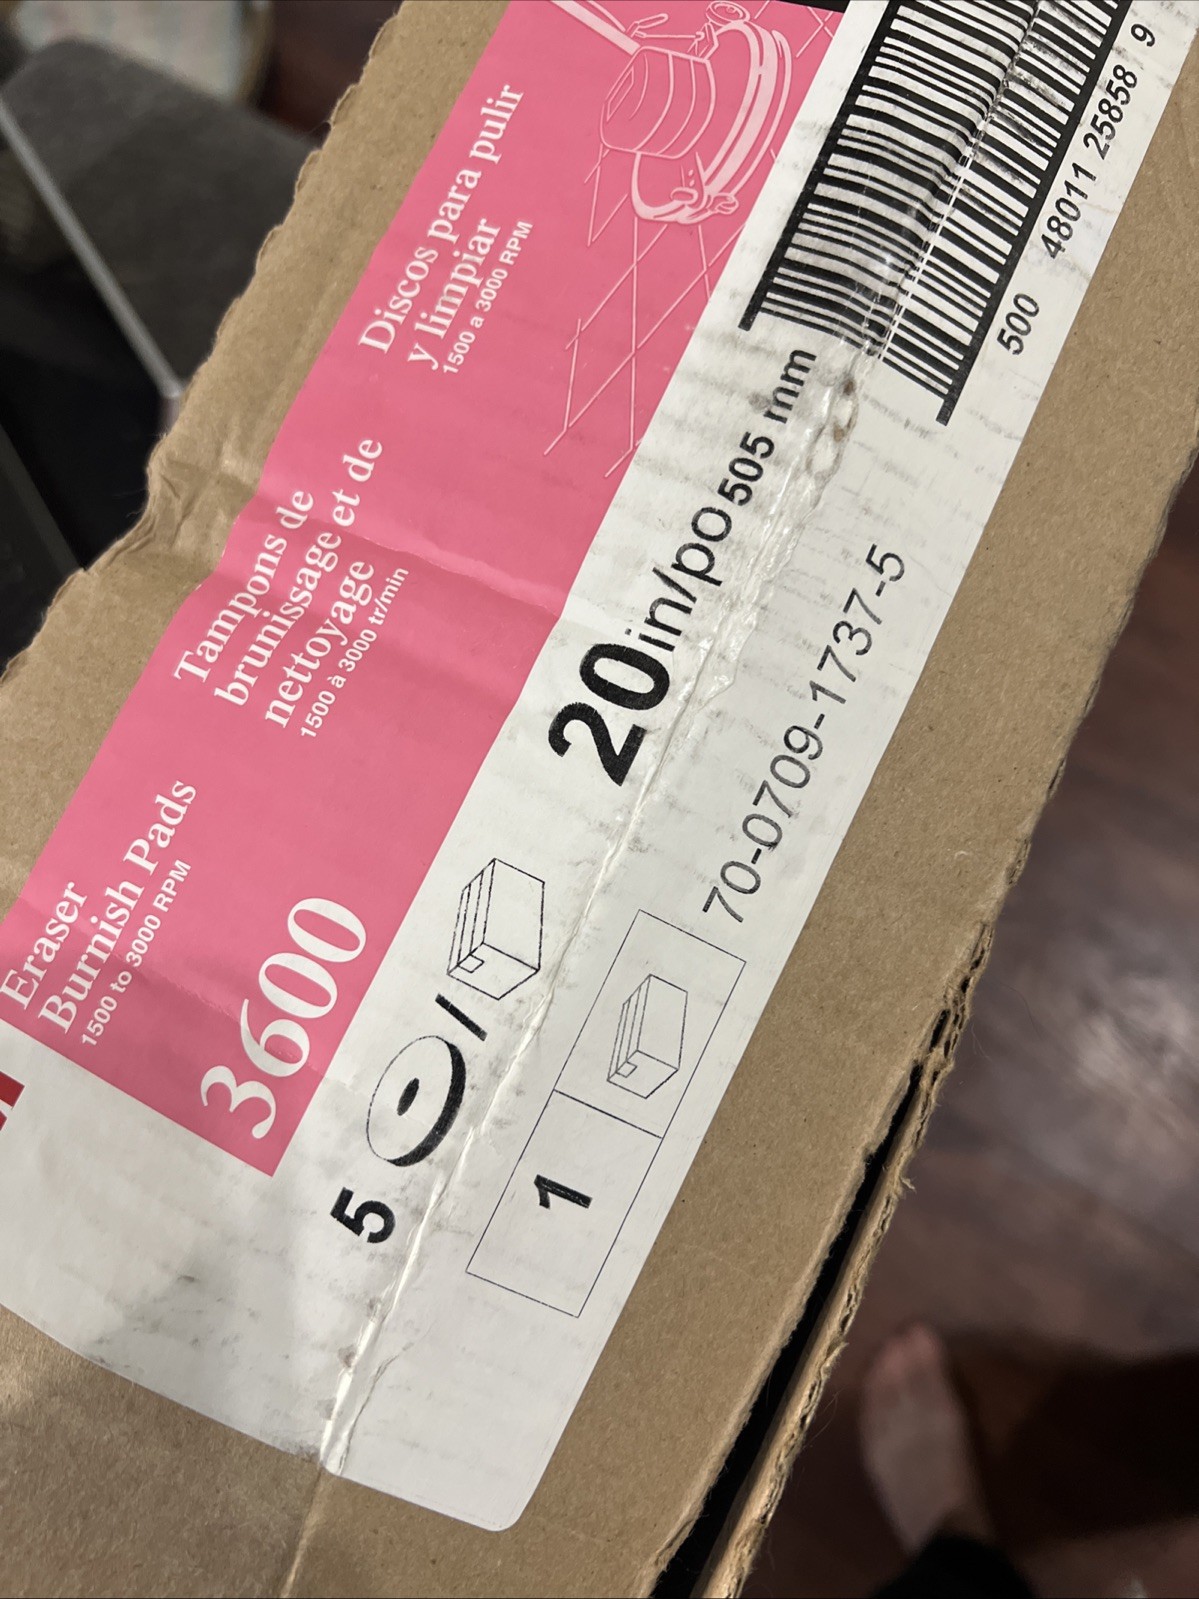 Eraser
Burnish Pads
1500 to 3000 RPM
Tampons de
brunissage et de
nettoyage
1500 à 3000 tr/min
Discos para pulir
y limpiar
1500 a 3000 RPM
3600
5 /
20in/po 505 mm
1
70-0709-1737-5
500 48011 25858 9